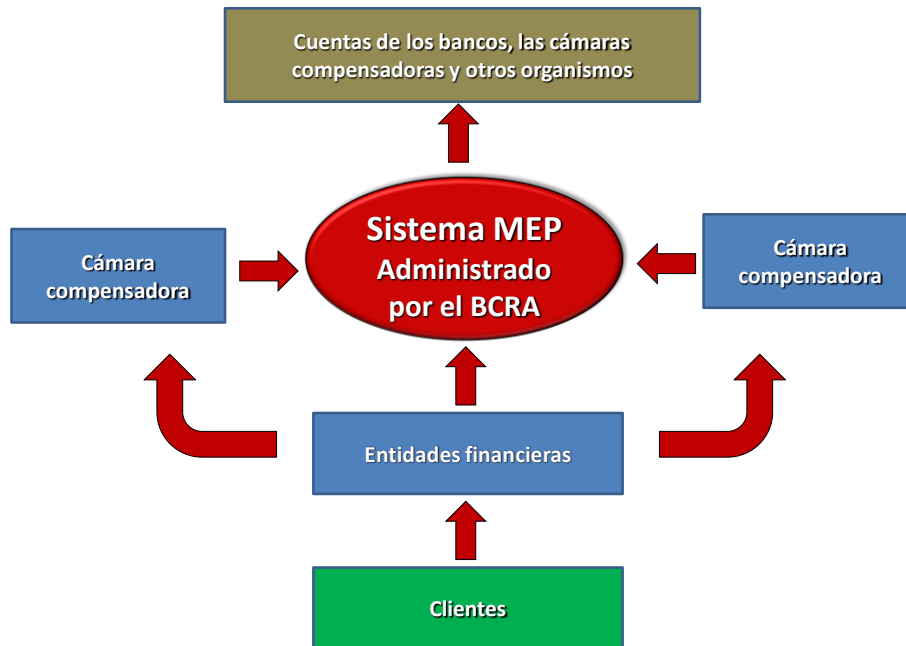 Cuentas de los bancos, las cámaras
compensadoras y otros organismos
Sistema MEP
Administrado
por el BCRA
Cámara
compensadora
Cámara
compensadora
Entidades financieras
Clientes